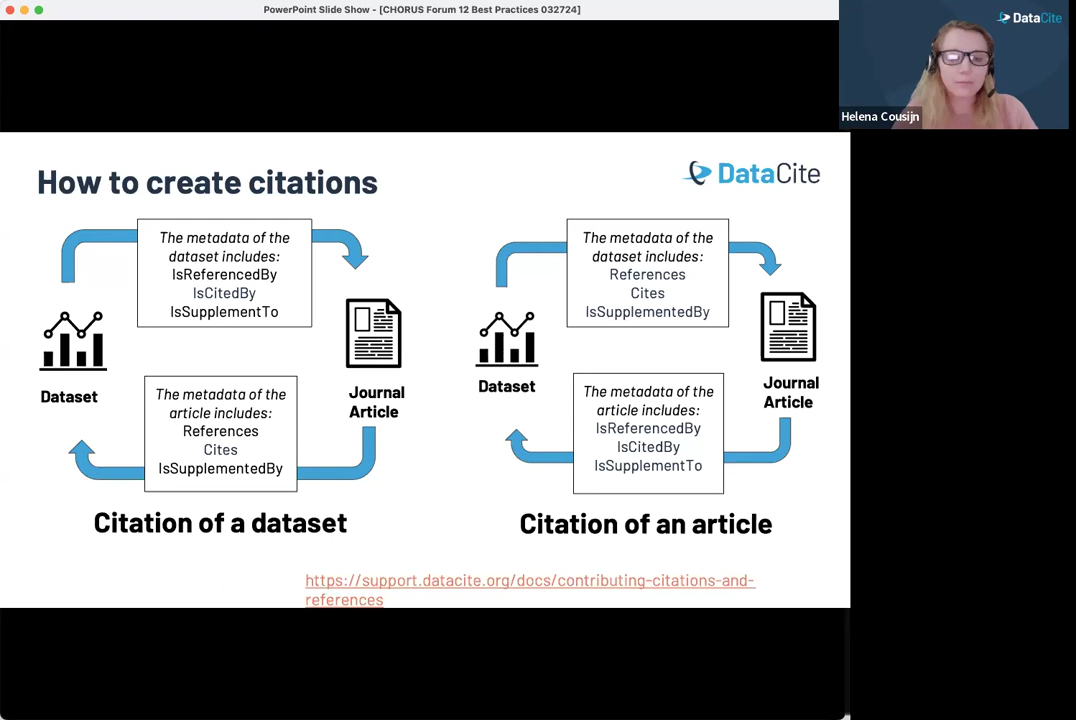 PowerPoint Slide Show - [CHORUS Forum 12 Best Practices 032724]
DataCite
Helena Cousijn
How to create citations
DataCite
The metadata of the
dataset includes:
IsReferencedBy
IsCitedBy
IsSupplementTo
Dataset
Journal
Article
The metadata of the
article includes:
References
Cites
IsSupplementedBy
Citation of a dataset
The metadata of the
dataset includes:
References
Cites
IsSupplementedBy
Dataset
Journal
Article
The metadata of the
article includes:
IsReferencedBy
IsCitedBy
IsSupplementTo
Citation of an article
https://support.datacite.org/docs/contributing-citations-and-
references